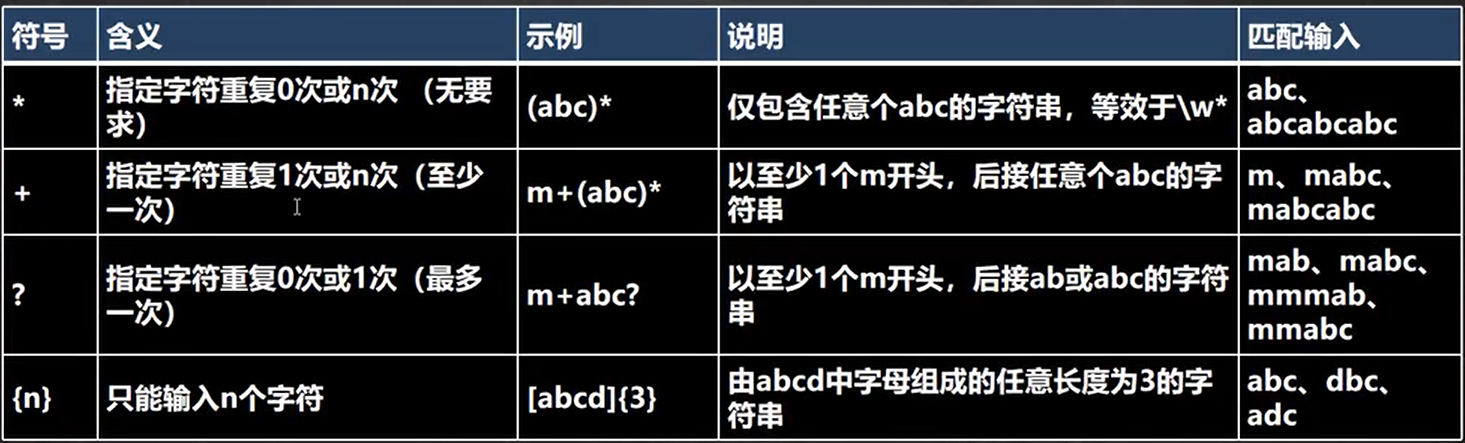 符号 含义 示例 说明 匹配输入
* 指定字符重复0次或n次 （无要 (abc)* 仅包含任意个abc的字符串，等效于\w* abc、
求） abcabcabc
+ 指定字符重复1次或n次（至少 m+(abc)* 以至少1个m开头，后接任意个abc的字 m、mabc、
一次） 符串 mabcabc
? 指定字符重复0次或1次（最多 m+abc? 以至少1个m开头，后接ab或abc的字符 mab、mabc、
一次） 串 mmmab、
mmabc
{n} 只能输入n个字符 [abcd]{3} 由abcd中字母组成的任意长度为3的字 abc、dbc、
符串 adc